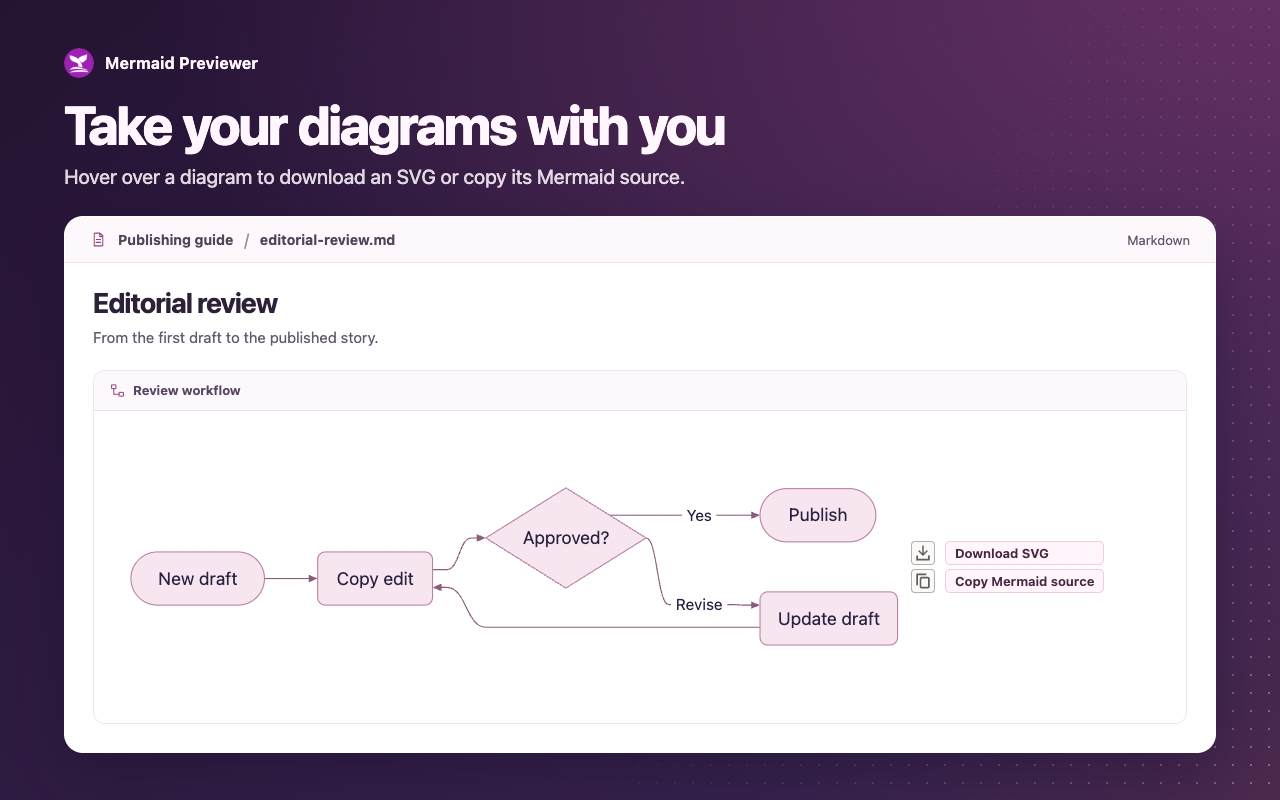 Mermaid Previewer
Take your diagrams with you
Hover over a diagram to download an SVG or copy its Mermaid source.
Publishing guide / editorial-review.md
Markdown
Editorial review
From the first draft to the published story.
Review workflow
New draft
Copy edit
Approved?
Yes
Publish
Revise
Update draft
Download SVG
Copy Mermaid source